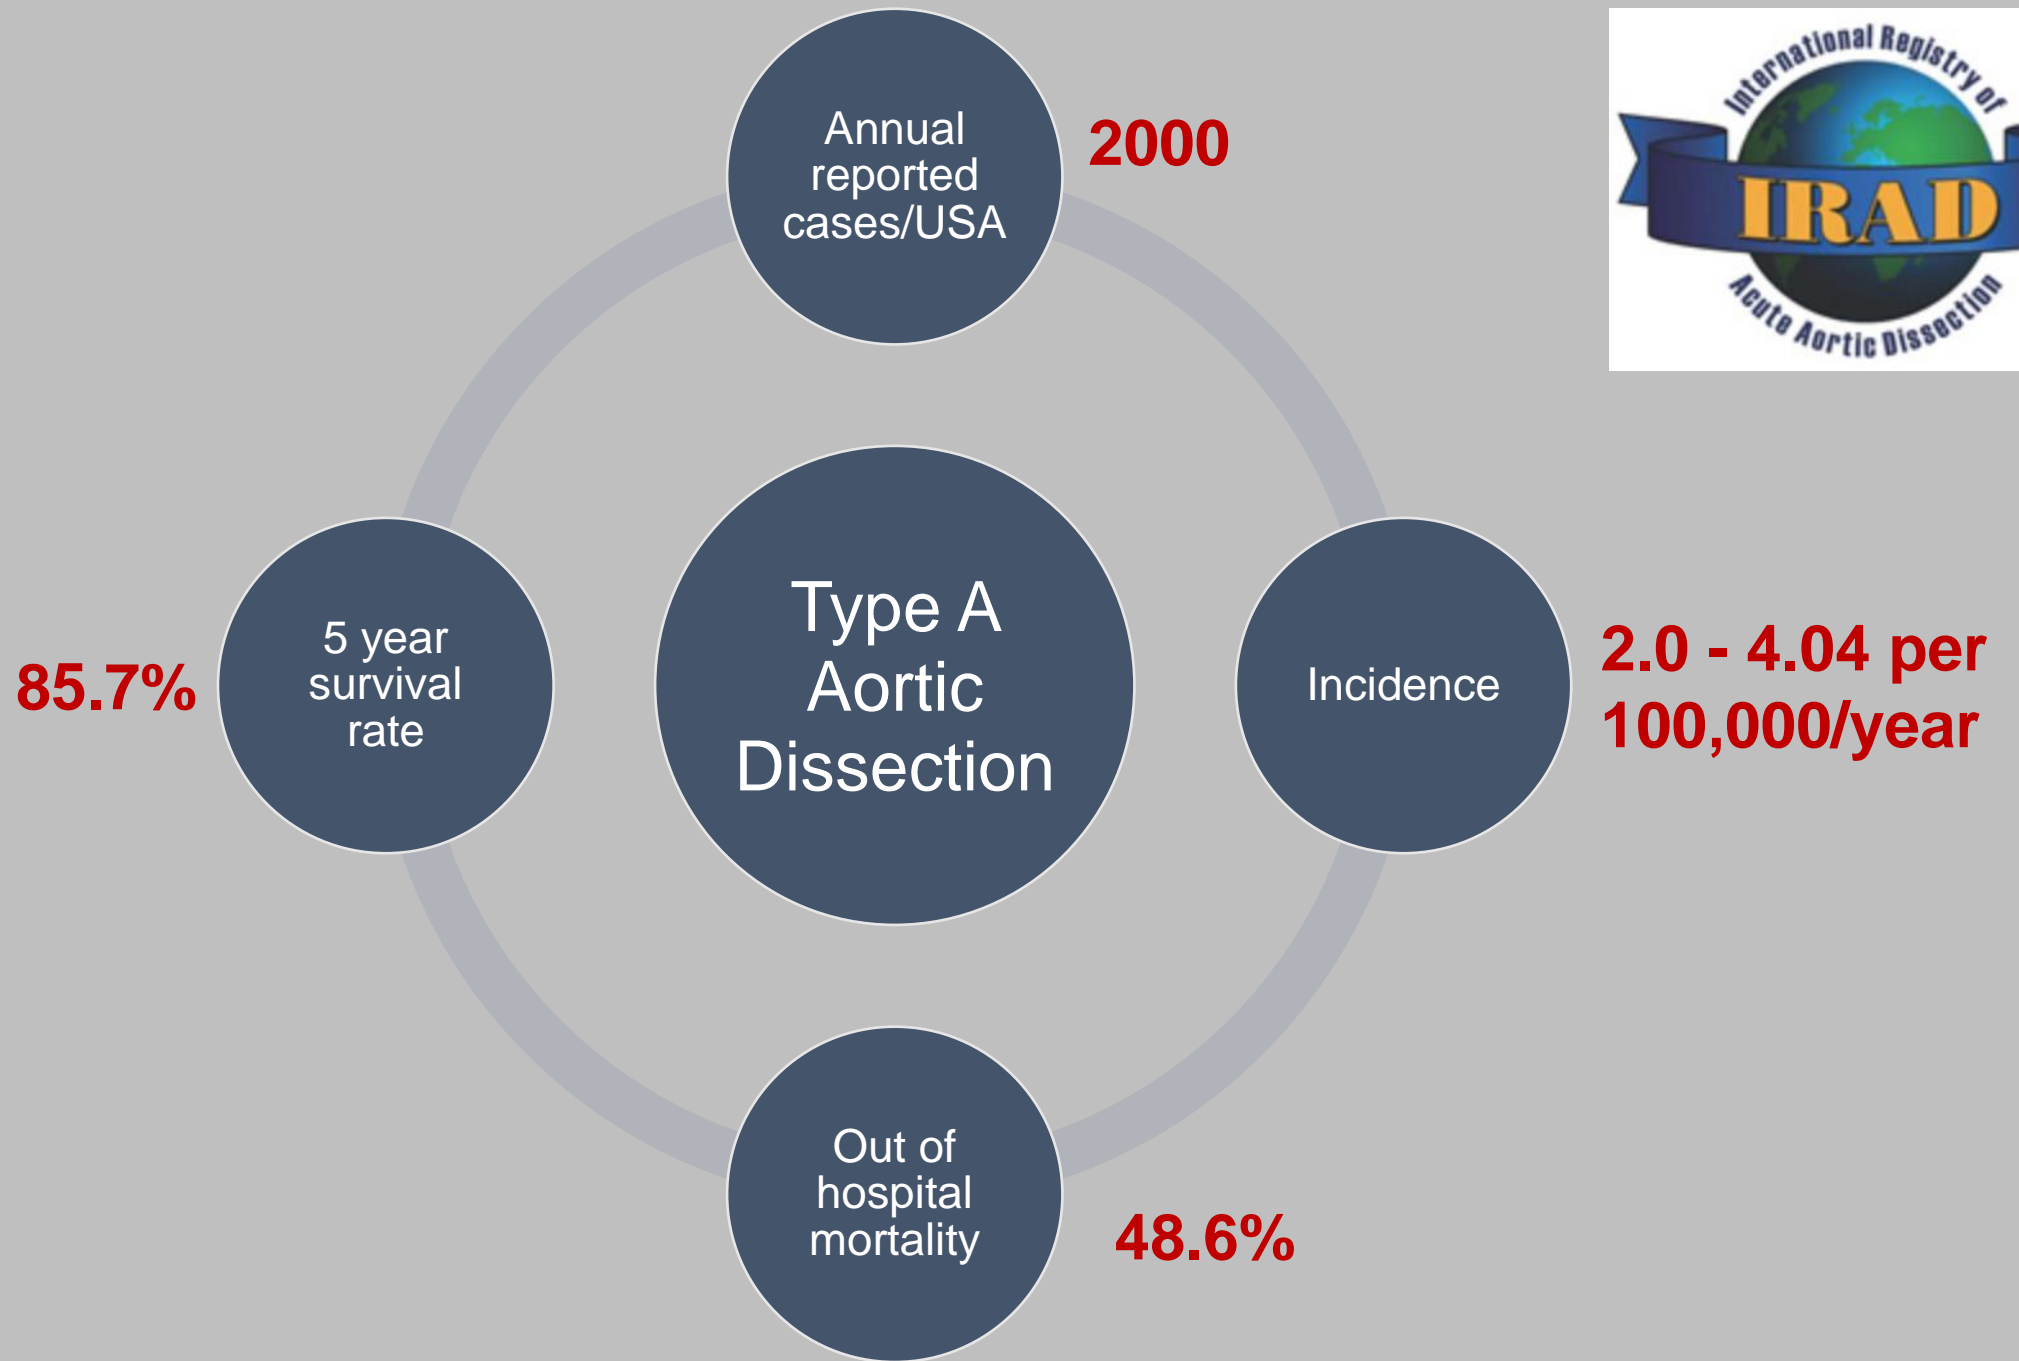 Annual
reported
cases/USA
2000
International Registry of
IRAD
Acute Aortic Dissection
5 year
survival
rate
85.7%
Type A
Aortic
Dissection
Incidence
2.0 - 4.04 per
100,000/year
Out of
hospital
mortality
48.6%